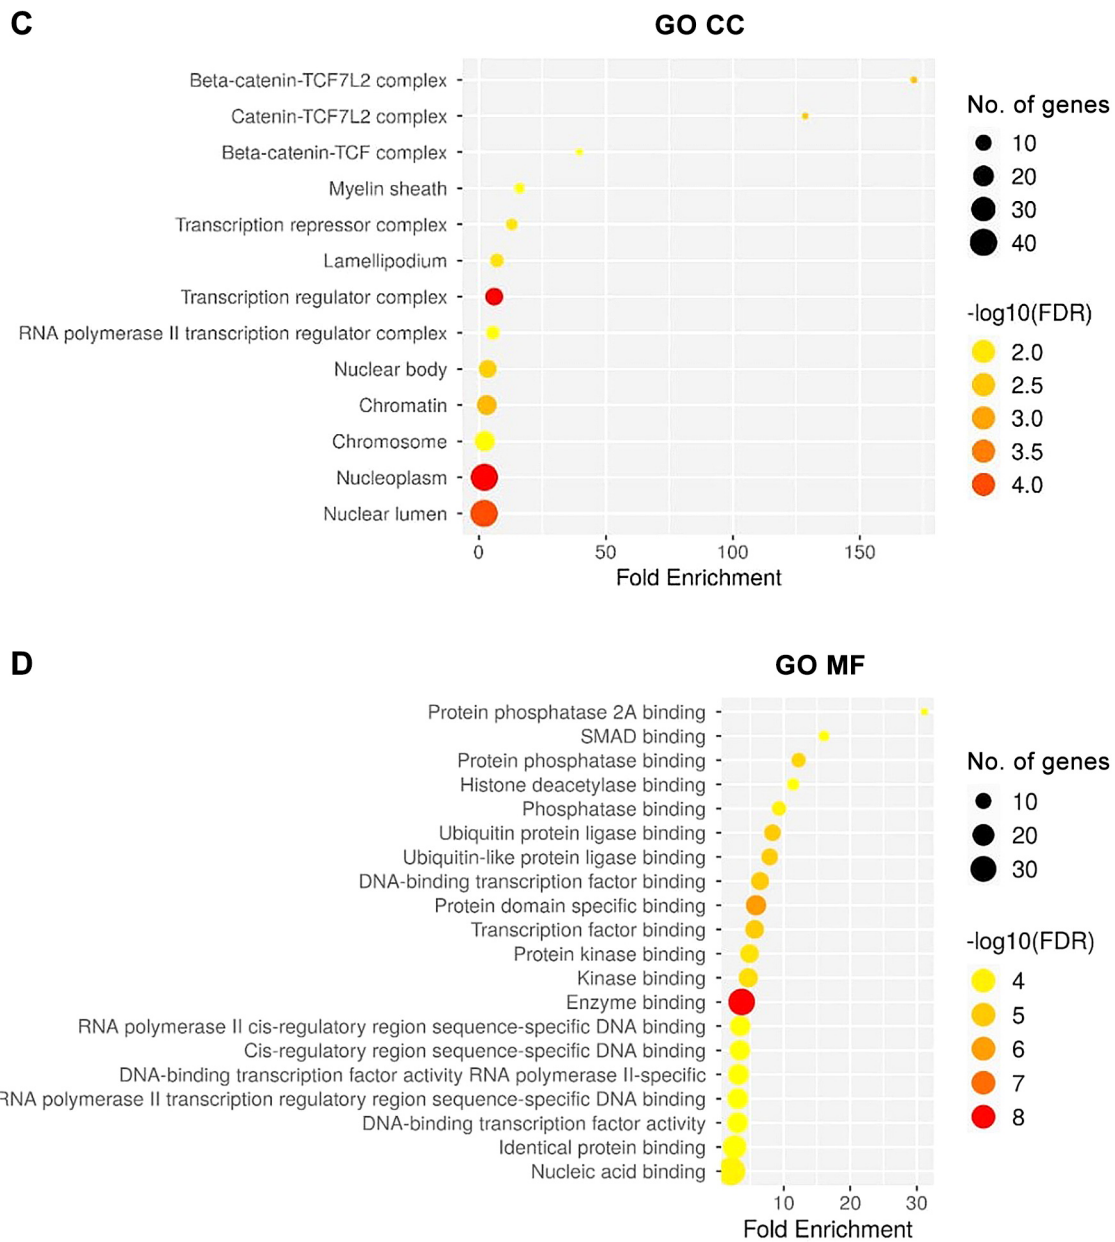 C
GO CC
Beta-catenin-TCF7L2 complex
Catenin-TCF7L2 complex
Beta-catenin-TCF complex
Myelin sheath
Transcription repressor complex
Lamellipodium
Transcription regulator complex
RNA polymerase II transcription regulator complex
Nuclear body
Chromatin
Chromosome
Nucleoplasm
Nuclear lumen
0 50 100 150
Fold Enrichment
No. of genes
10
20
30
40
-log10(FDR)
2.0
2.5
3.0
3.5
4.0
D
GO MF
Protein phosphatase 2A binding
SMAD binding
Protein phosphatase binding
Histone deacetylase binding
Phosphatase binding
Ubiquitin protein ligase binding
Ubiquitin-like protein ligase binding
DNA-binding transcription factor binding
Protein domain specific binding
Transcription factor binding
Protein kinase binding
Kinase binding
Enzyme binding
RNA polymerase II cis-regulatory region sequence-specific DNA binding
Cis-regulatory region sequence-specific DNA binding
DNA-binding transcription factor activity RNA polymerase II-specific
RNA polymerase II transcription regulatory region sequence-specific DNA binding
DNA-binding transcription factor activity
Identical protein binding
Nucleic acid binding
10 20 30
Fold Enrichment
No. of genes
10
20
30
-log10(FDR)
4
5
6
7
8